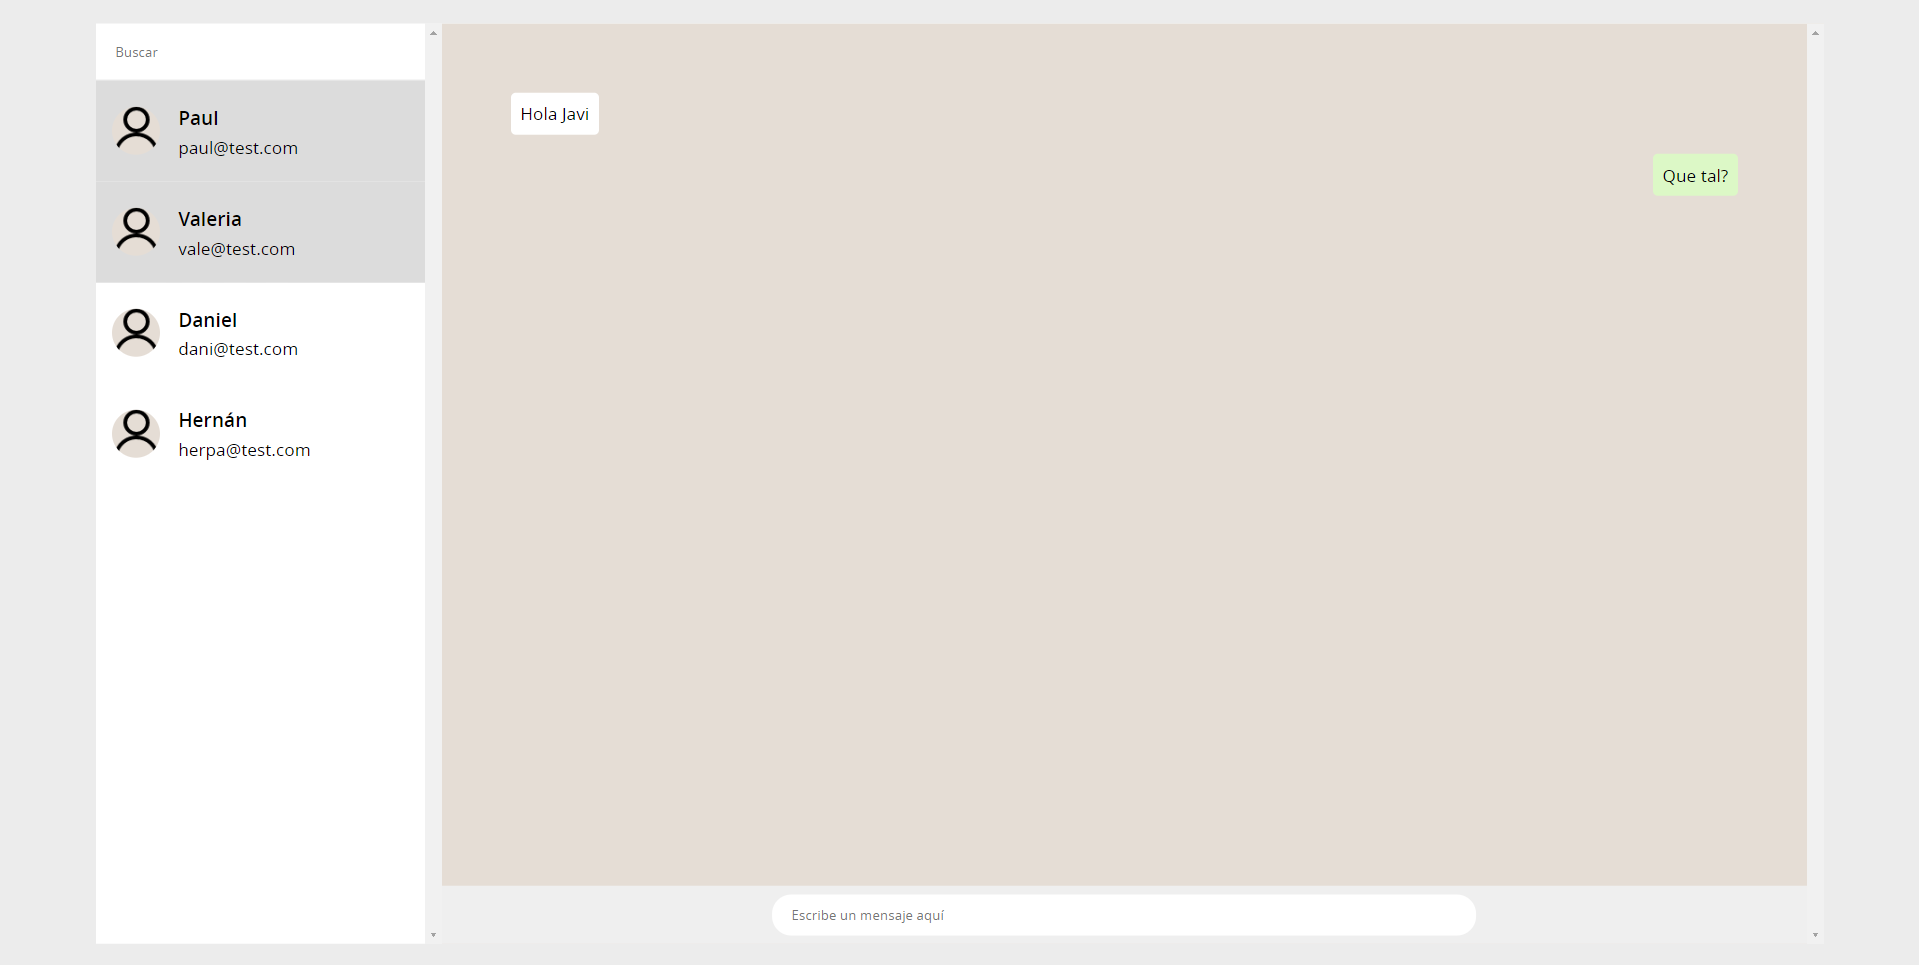 Buscar
Paul
paul@test.com
Valeria
vale@test.com
Daniel
dani@test.com
Hernán
herpa@test.com
Hola Javi
Que tal?
Escribe un mensaje aquí